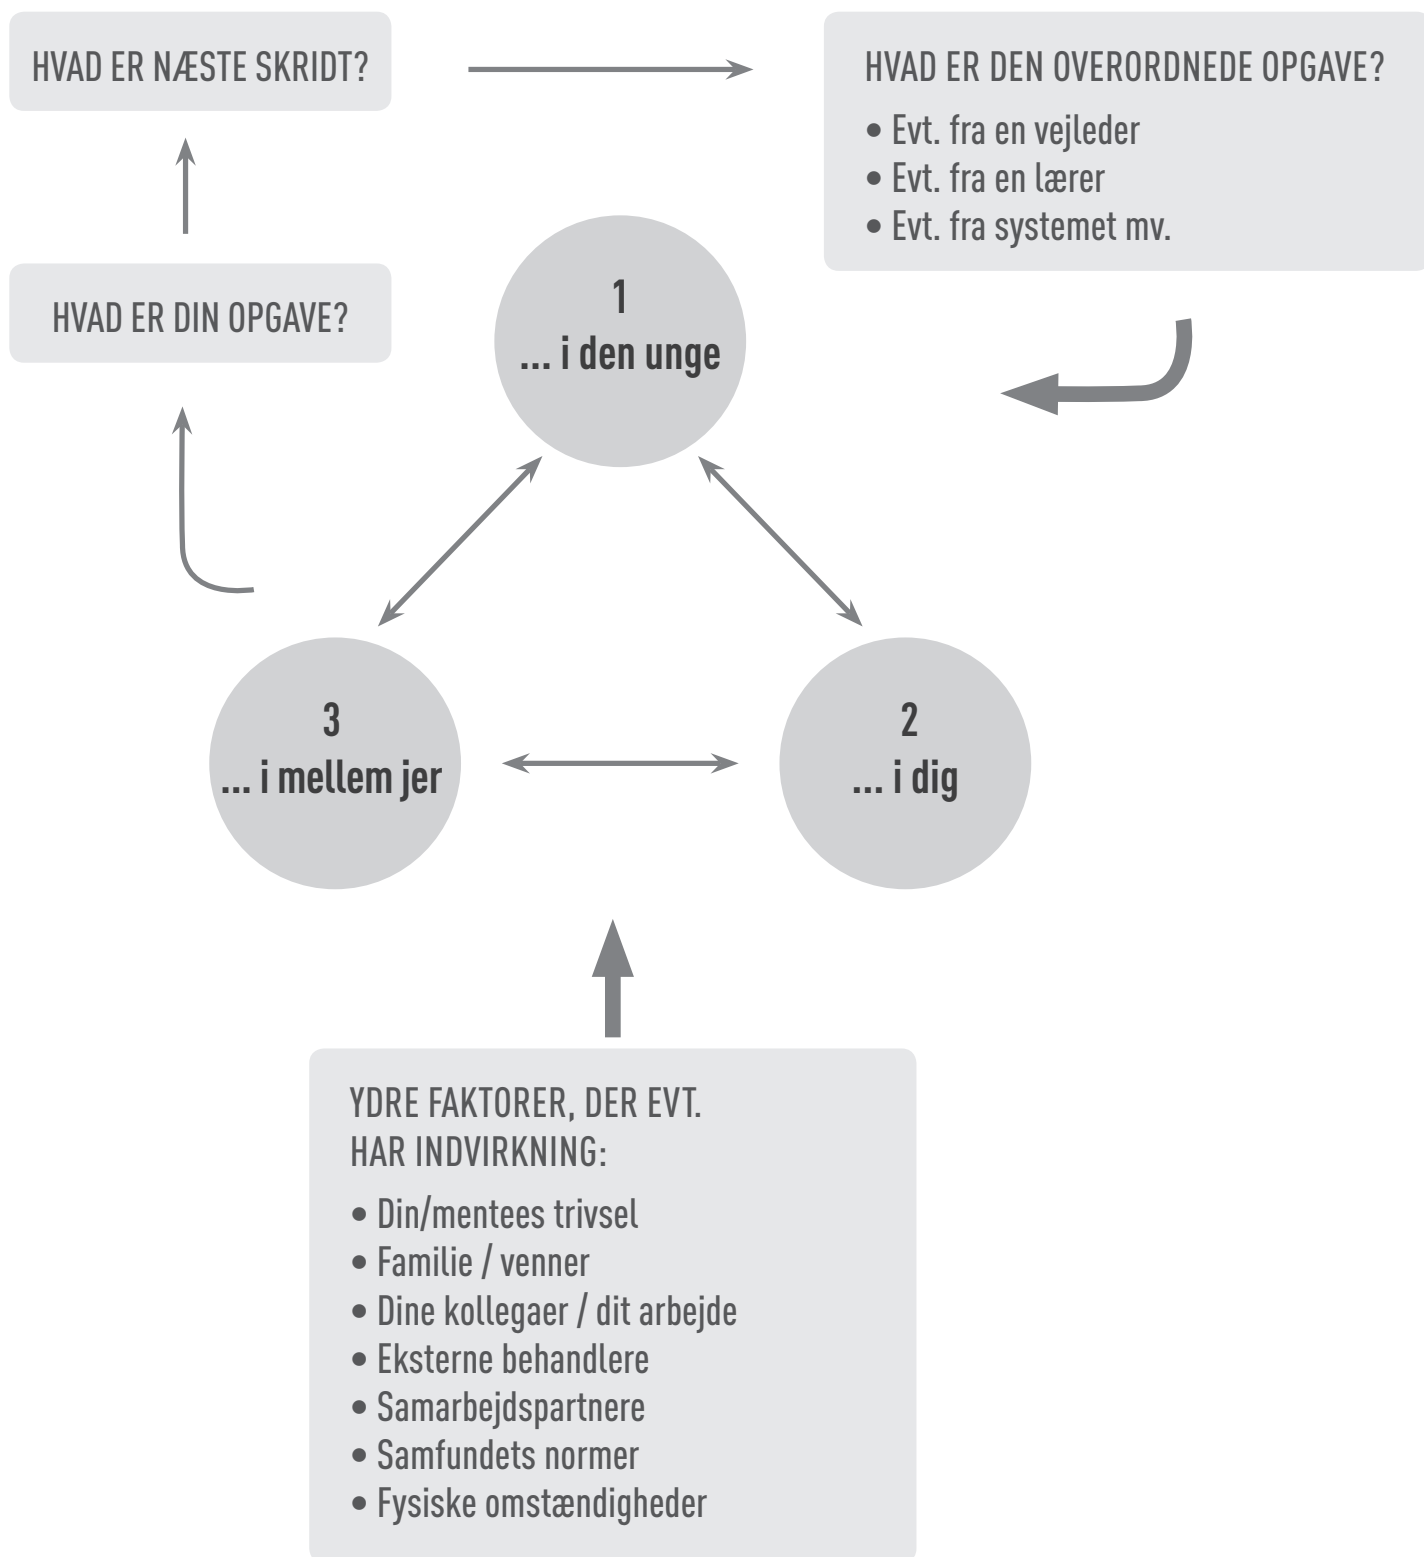 HVAD ER NÆSTE SKRIDT?
HVAD ER DEN OVERORDNEDE OPGAVE?
• Evt. fra en vejleder
• Evt. fra en lærer
• Evt. fra systemet mv.
HVAD ER DIN OPGAVE?
1
... i den unge
3
... i mellem jer
2
... i dig
YDRE FAKTORER, DER EVT.
HAR INDVIRKNING:
• Din/mentees trivsel
• Familie / venner
• Dine kollegaer / dit arbejde
• Eksterne behandlere
• Samarbejdspartnere
• Samfundets normer
• Fysiske omstændigheder